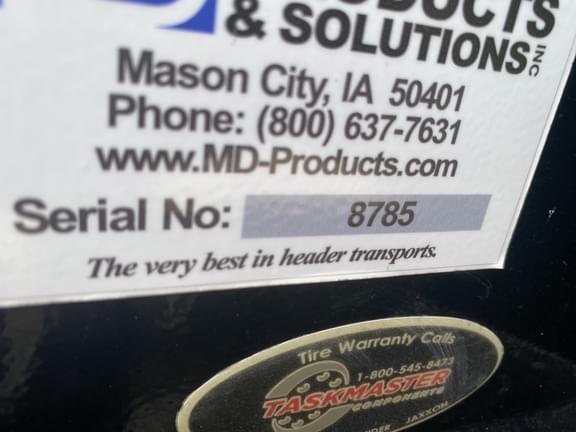 PRODUCTS
& SOLUTIONS INC
Mason City, IA 50401
Phone: (800) 637-7631
www.MD-Products.com
Serial No: 8785
The very best in header transports.
Tire Warranty Calls
1-800-545-8473
TASKMASTER
COMPONENTS
JAXXON